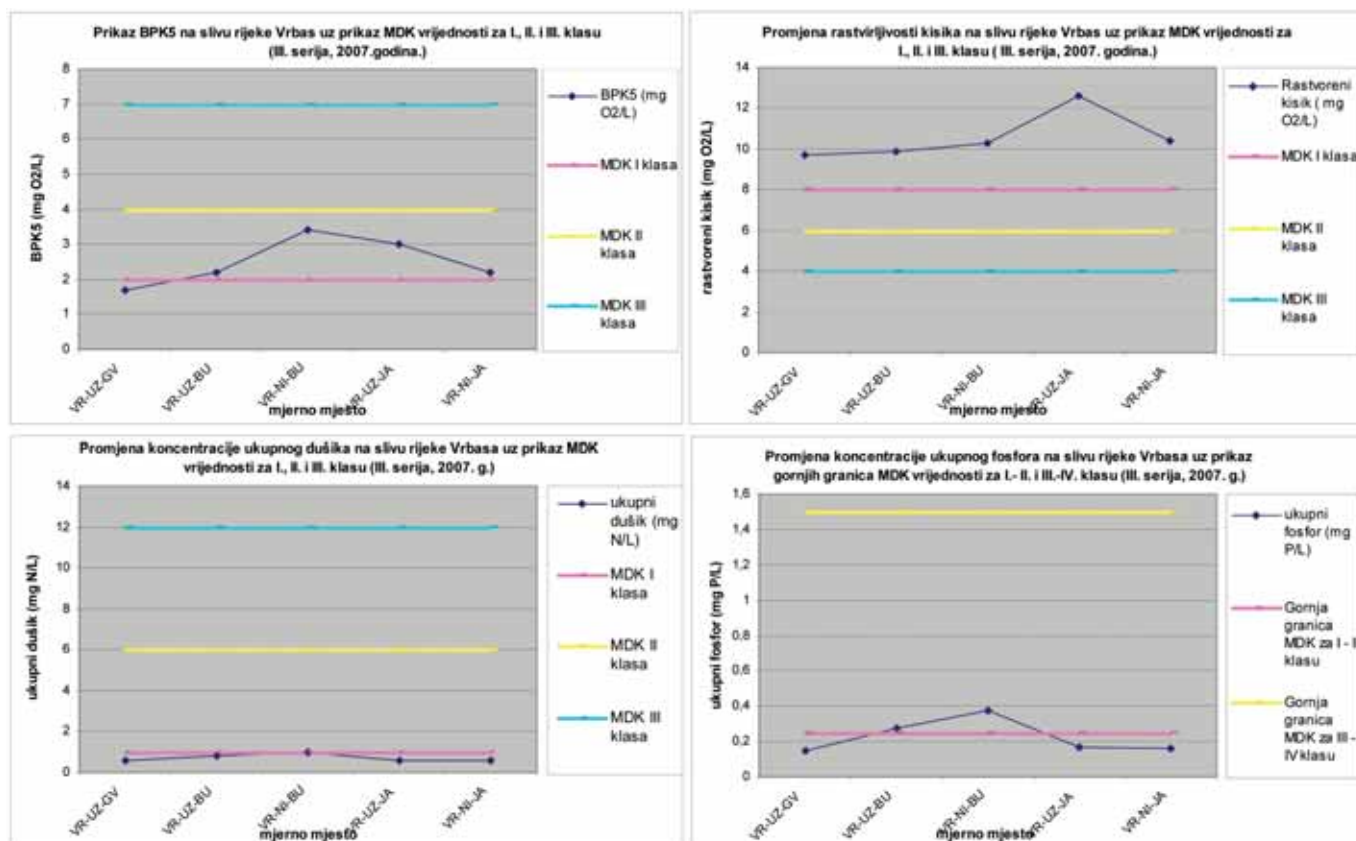 Prikaz BPK5 na slivu rijeke Vrbas uz prikaz MDK vrijednosti za I., II. i III. klasu
(III. serija, 2007.godina.)
8
7
6
5
4
3
2
1
0
BPK5 (mg O2/L)
VR-UZ-GV
VR-UZ-BU
VR-NI-BU
VR-UZ-JA
VR-NI-JA
mjerno mjesto
BPK5 (mg
O2/L)
MDK I klasa
MDK II
klasa
MDK III
klasa
Promjena rastvirljivosti kisika na slivu rijeke Vrbas uz prikaz MDK vrijednosti za
I., II. i III. klasu ( III. serija, 2007. godina.)
14
12
10
8
6
4
2
0
rastvoreni kisik (mg O2/L)
VR-UZ-GV
VR-UZ-BU
VR-NI-BU
VR-UZ-JA
VR-NI-JA
mjerno mjesto
Rastvoreni
kisik ( mg
O2/L)
MDK I klasa
MDK II
klasa
MDK III
klasa
Promjena koncentracije ukupnog dušika na slivu rijeke Vrbasa uz prikaz MDK
vrijednosti za I., II. i III. klasu (III. serija, 2007. g.)
14
12
10
8
6
4
2
0
ukupni dušik (mg N/L)
VR-UZ-GV
VR-UZ-BU
VR-NI-BU
VR-UZ-JA
VR-NI-JA
mjerno mjesto
ukupni
dušik (mg
N/L)
MDK I
klasa
MDK II
klasa
MDK III
klasa
Promjena koncentracije ukupnog fosfora na slivu rijeke Vrbasa uz prikaz
gornjih granica MDK vrijednosti za I.- II. i III.-IV. klasu (III. serija, 2007. g.)
1,6
1,4
1,2
1
0,8
0,6
0,4
0,2
0
ukupni fosfor (mg P/L)
VR-UZ-GV
VR-UZ-BU
VR-NI-BU
VR-UZ-JA
VR-NI-JA
mjerno mjesto
ukupni
fosfor (mg
P/L)
Gornja
granica
MDK za I - II
klasu
Gornja
granica
MDK za III -
IV klasu